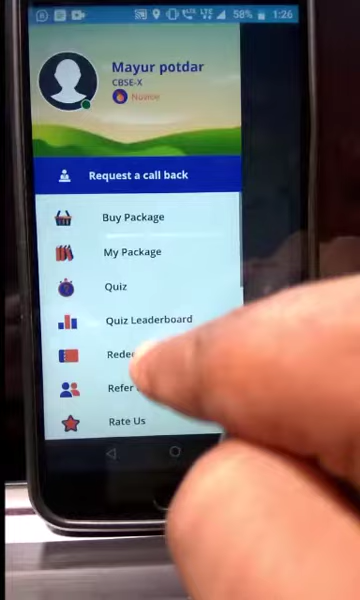 58% 1:26
Mayur potdar
CBSE-X
Request a call back
Buy Package
My Package
Quiz
Quiz Leaderboard
Redee
Refer
Rate Us